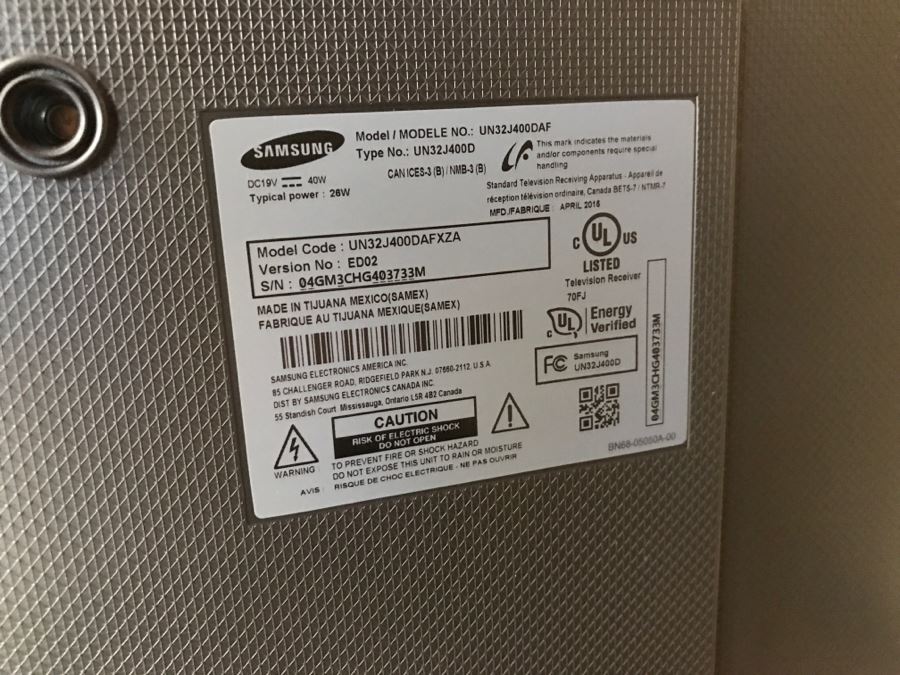 SAMSUNG
Model / MODELE NO.: UN32J400DAF
Type No.: UN32J400D
DC19V 40W
Typical power : 26W
CAN ICES-3 (B) / NMB-3 (B)
This mark indicates the materials
and/or components require special
handling
Standard Television Receiving Apparatus - Appareil de
réception télévision ordinaire, Canada BETS-7 / NTMR-7
MFD./FABRIQUE : APRIL 2016
Model Code : UN32J400DAFXZA
Version No : ED02
S/N : 04GM3CHG403733M
C UL US
LISTED
Television Receiver
70FJ
MADE IN TIJUANA MEXICO(SAMEX)
FABRIQUE AU TIJUANA MEXIQUE(SAMEX)
c UL Energy
Verified
SAMSUNG ELECTRONICS AMERICA INC.
85 CHALLENGER ROAD, RIDGEFIELD PARK N.J. 07660-2112, U.S.A
DIST BY SAMSUNG ELECTRONICS CANADA INC.
55 Standish Court Mississauga, Ontario L5R 4B2 Canada
FC Samsung
UN32J400D
04GM3CHG403733M
WARNING
CAUTION
RISK OF ELECTRIC SHOCK
DO NOT OPEN
TO PREVENT FIRE OR SHOCK HAZARD
DO NOT EXPOSE THIS UNIT TO RAIN OR MOISTURE
AVIS : RISQUE DE CHOC ELECTRIQUE - NE PAS OUVRIR
BN68-05050A-00